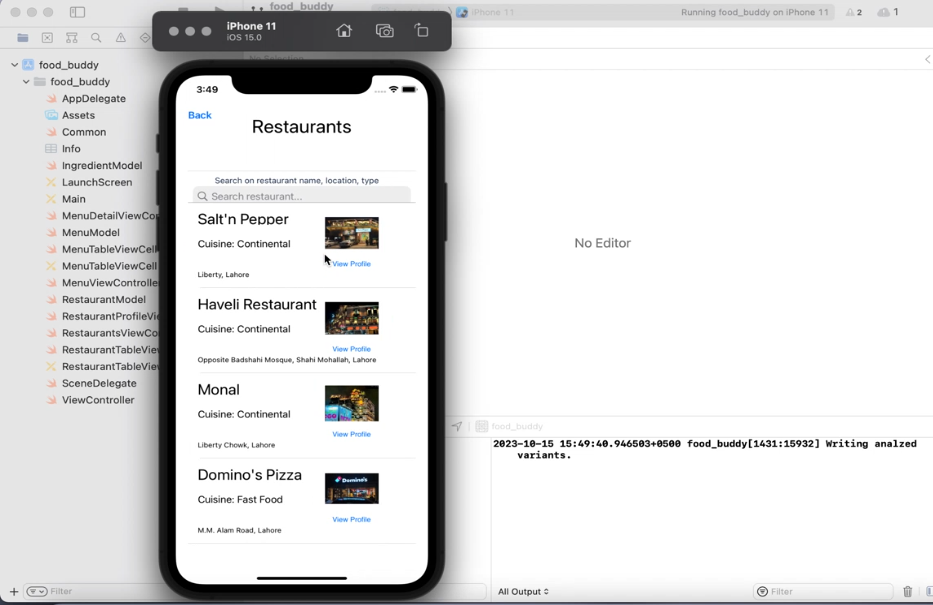 food_buddy
iPhone 11
Running food_buddy on iPhone 11
2
1
iPhone 11
iOS 15.0
food_buddy
food_buddy
AppDelegate
Assets
Common
Info
IngredientModel
LaunchScreen
Main
MenuDetailViewCor
MenuModel
MenuTableViewCell
MenuTableViewCell
MenuViewControlle
RestaurantModel
RestaurantProfileVie
RestaurantsViewCo
RestaurantTableVie
RestaurantTableVie
SceneDelegate
ViewController
Filter
3:49
Back
Restaurants
Search on restaurant name, location, type
Search restaurant...
Salt'n Pepper
Cuisine: Continental
View Profile
Liberty, Lahore
Haveli Restaurant
Cuisine: Continental
View Profile
Opposite Badshahi Mosque, Shahi Mohallah, Lahore
Monal
Cuisine: Continental
View Profile
Liberty Chowk, Lahore
Domino's Pizza
Domino's
Cuisine: Fast Food
View Profile
M.M. Alam Road, Lahore
No Editor
food_buddy
2023-10-15 15:49:40.946503+0500 food_buddy[1431:15932] Writing analzed
variants.
All Output
Filter